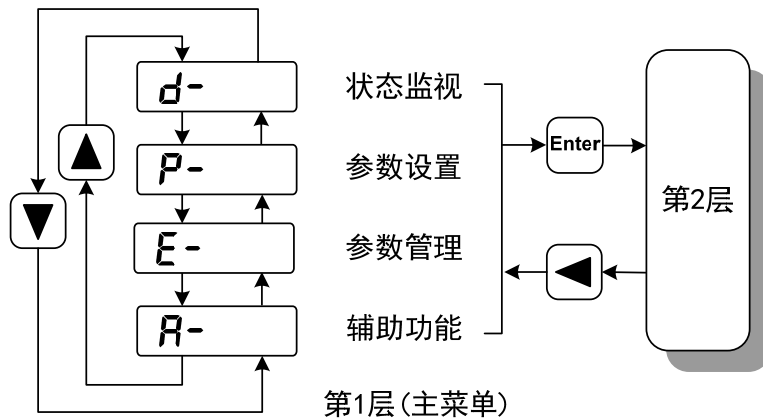 d-
状态监视
P-
参数设置
E-
参数管理
A-
辅助功能
Enter
第2层
第1层(主菜单)